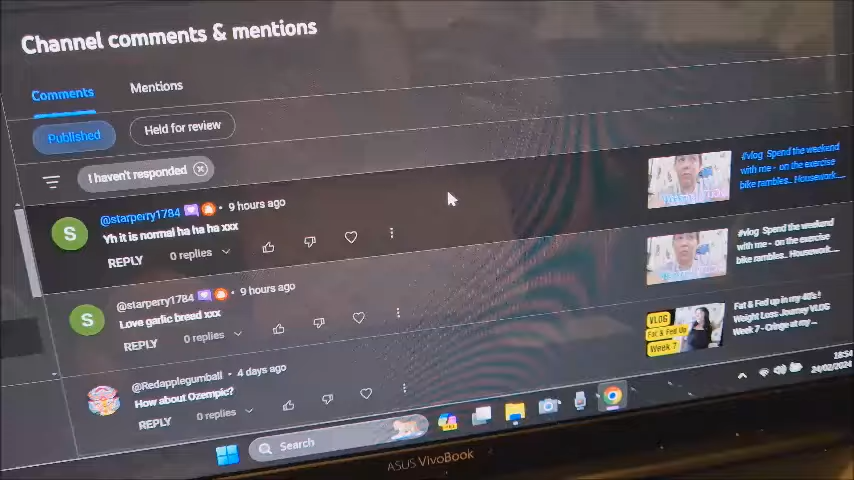 Channel comments & mentions
Comments
Mentions
Published
Held for review
I haven't responded
@starperry1784 • 9 hours ago
Yh it is normal ha ha ha xxx
REPLY
0 replies
#vlog Spend the weekend
with me - on the exercise
bike rambles.. Housework....
S
@starperry1784 • 9 hours ago
Love garlic bread xxx
REPLY
0 replies
#vlog Spend the weekend
with me - on the exercise
bike rambles.. Housework...
S
@Redapplegumball • 4 days ago
How about Ozempic?
REPLY
0 replies
VLOG
Fat & Fed Up
Week 7
Fat & Fed up in my 40's !
Weight Loss Journey VLOG
Week 7 - Cringe at my ...
Search
18:54
24/02/2024
ASUS VivoBook